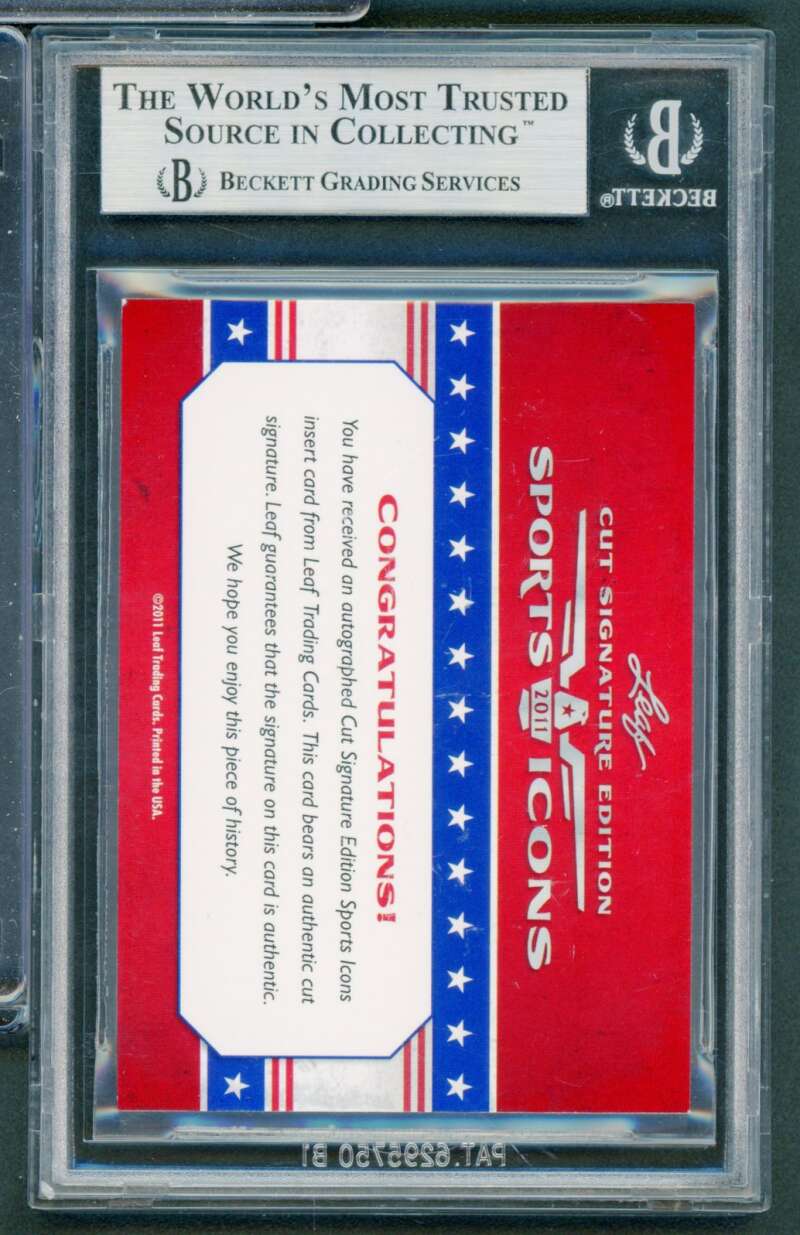 THE WORLD'S MOST TRUSTED
SOURCE IN COLLECTING™
B BECKETT GRADING SERVICES
B
BECKETT®
Leaf
CUT SIGNATURE EDITION
SPORTS 2011 ICONS
CONGRATULATIONS!
You have received an autographed Cut Signature Edition Sports Icons
insert card from Leaf Trading Cards. This card bears an authentic cut
signature. Leaf guarantees that the signature on this card is authentic.
We hope you enjoy this piece of history.
©2011 Leaf Trading Cards. Printed in the USA.
PAT.6295750 B1